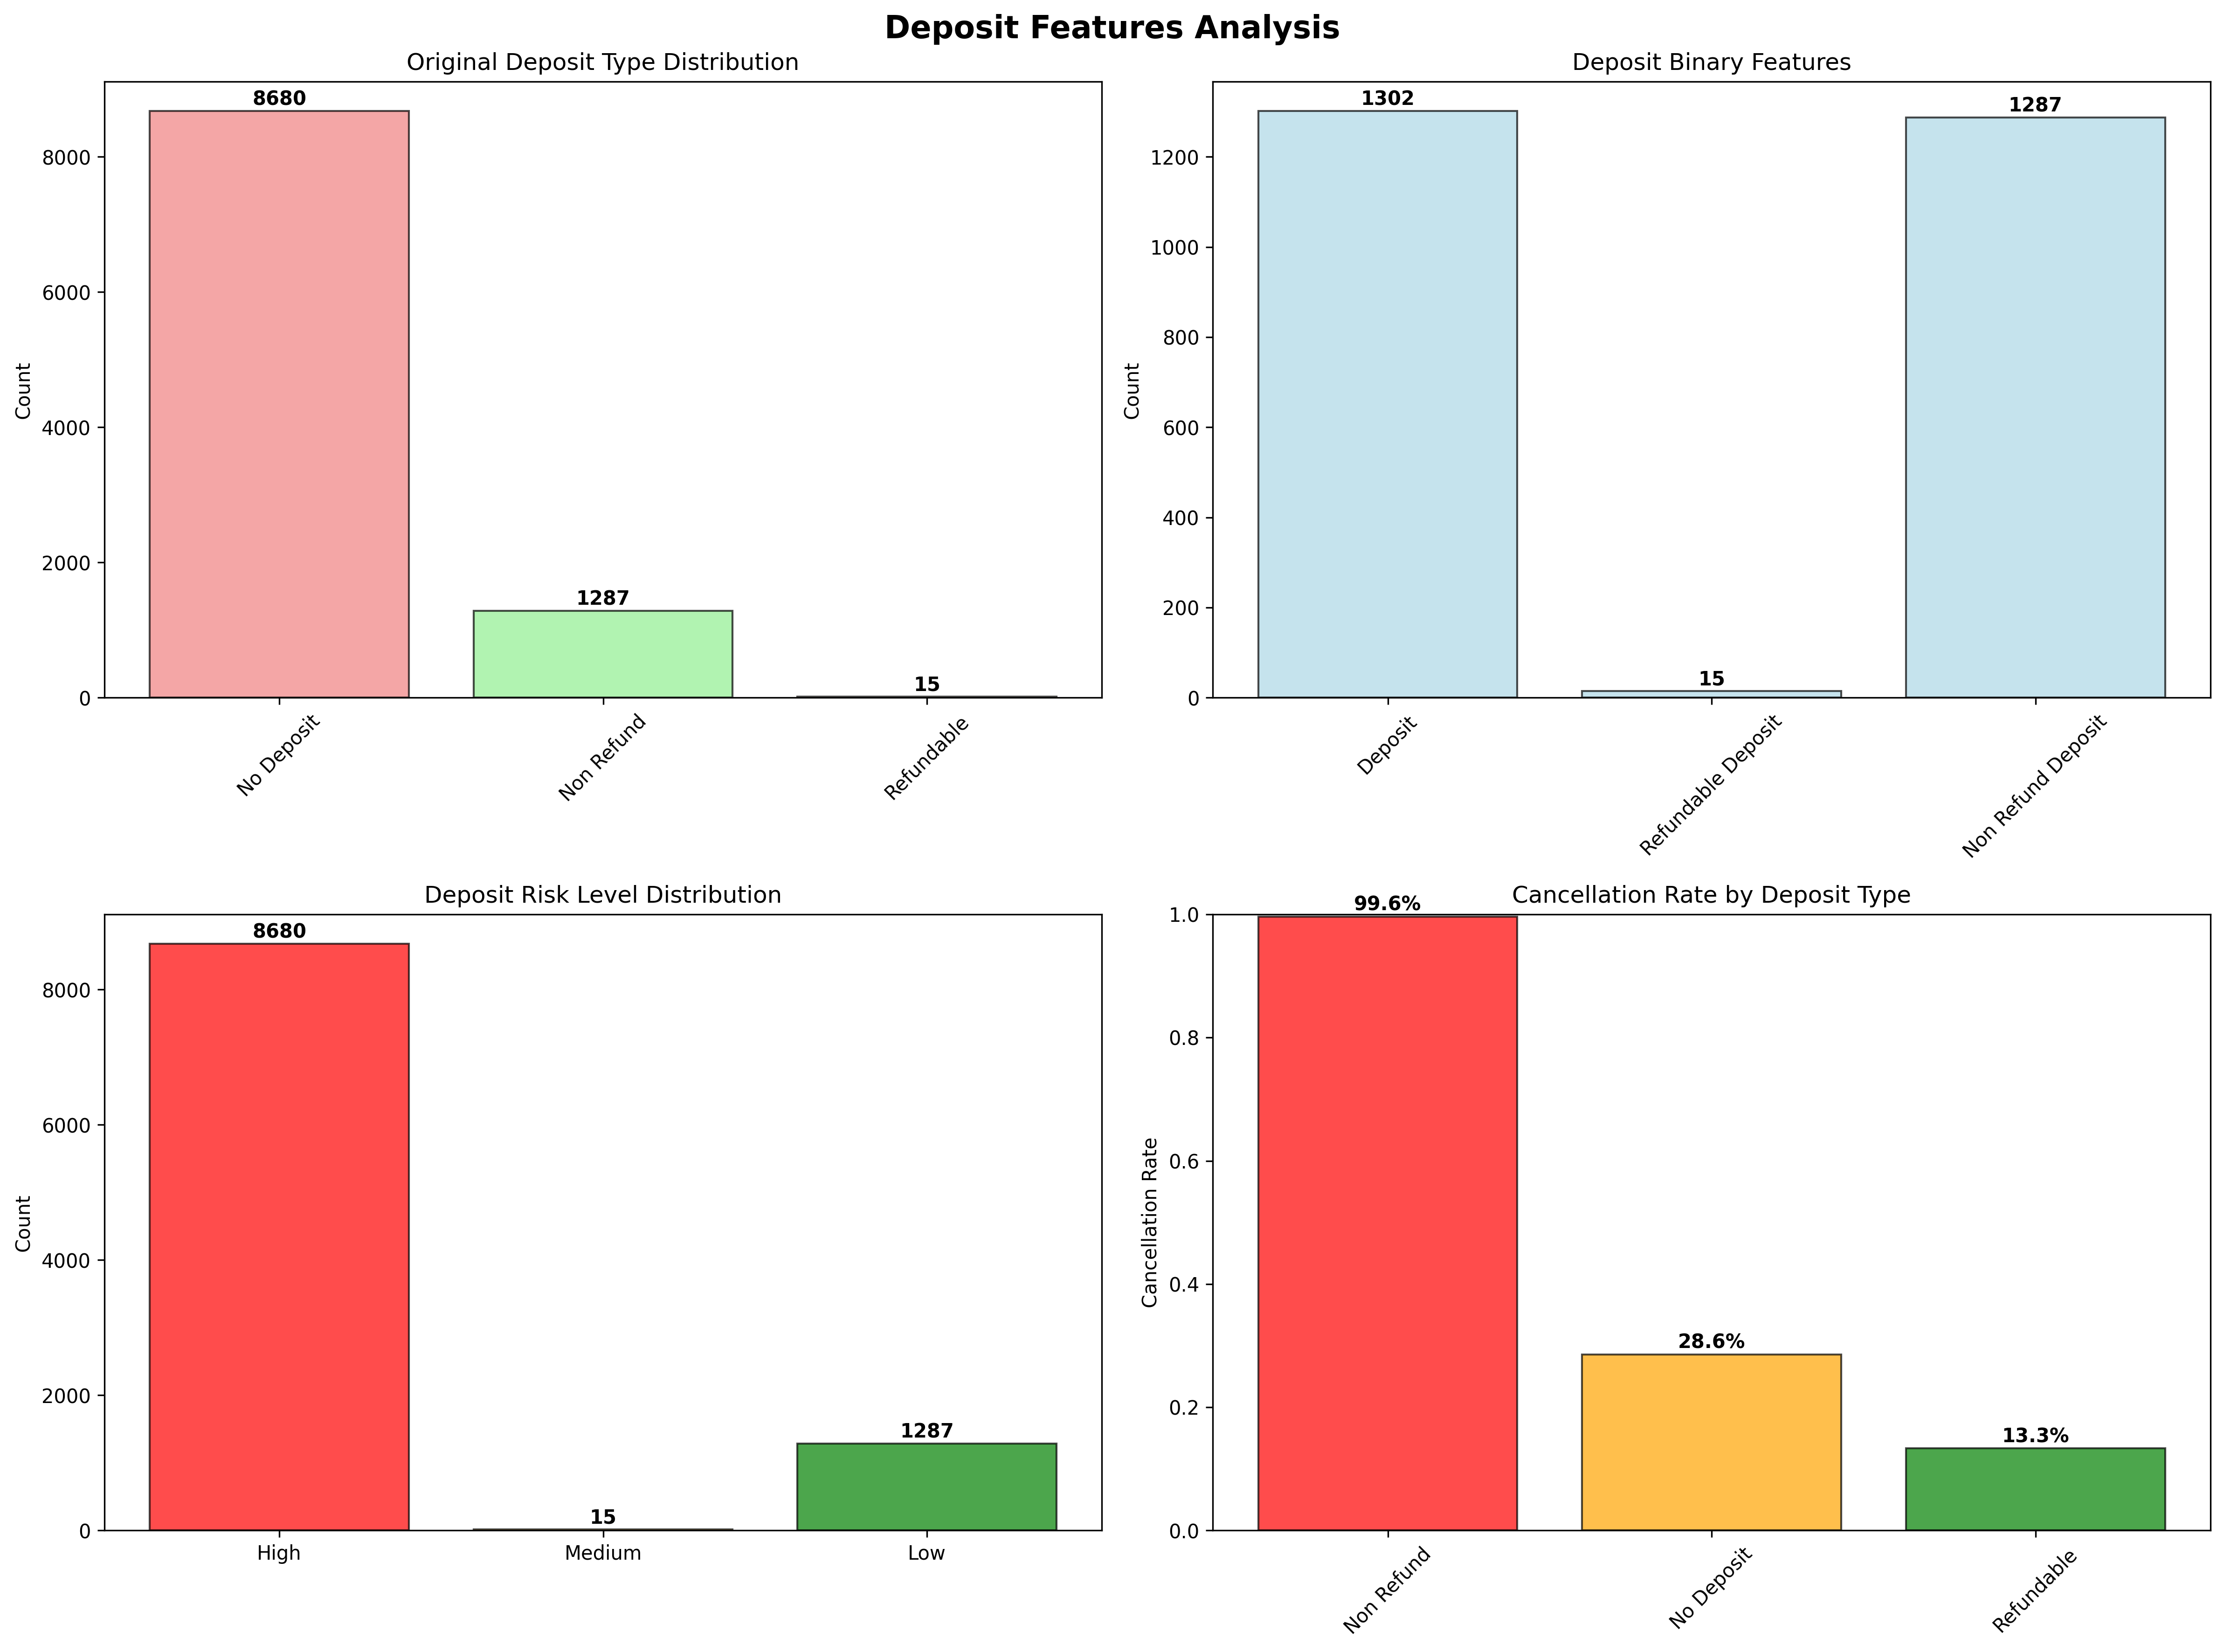 Deposit Features Analysis
Original Deposit Type Distribution
Count
8000
6000
4000
2000
0
8680
1287
15
No Deposit
Non Refund
Refundable
Deposit Binary Features
Count
1200
1000
800
600
400
200
0
1302
15
1287
Deposit
Refundable Deposit
Non Refund Deposit
Deposit Risk Level Distribution
Count
8000
6000
4000
2000
0
8680
15
1287
High
Medium
Low
Cancellation Rate by Deposit Type
Cancellation Rate
1.0
0.8
0.6
0.4
0.2
0.0
99.6%
28.6%
13.3%
Non Refund
No Deposit
Refundable